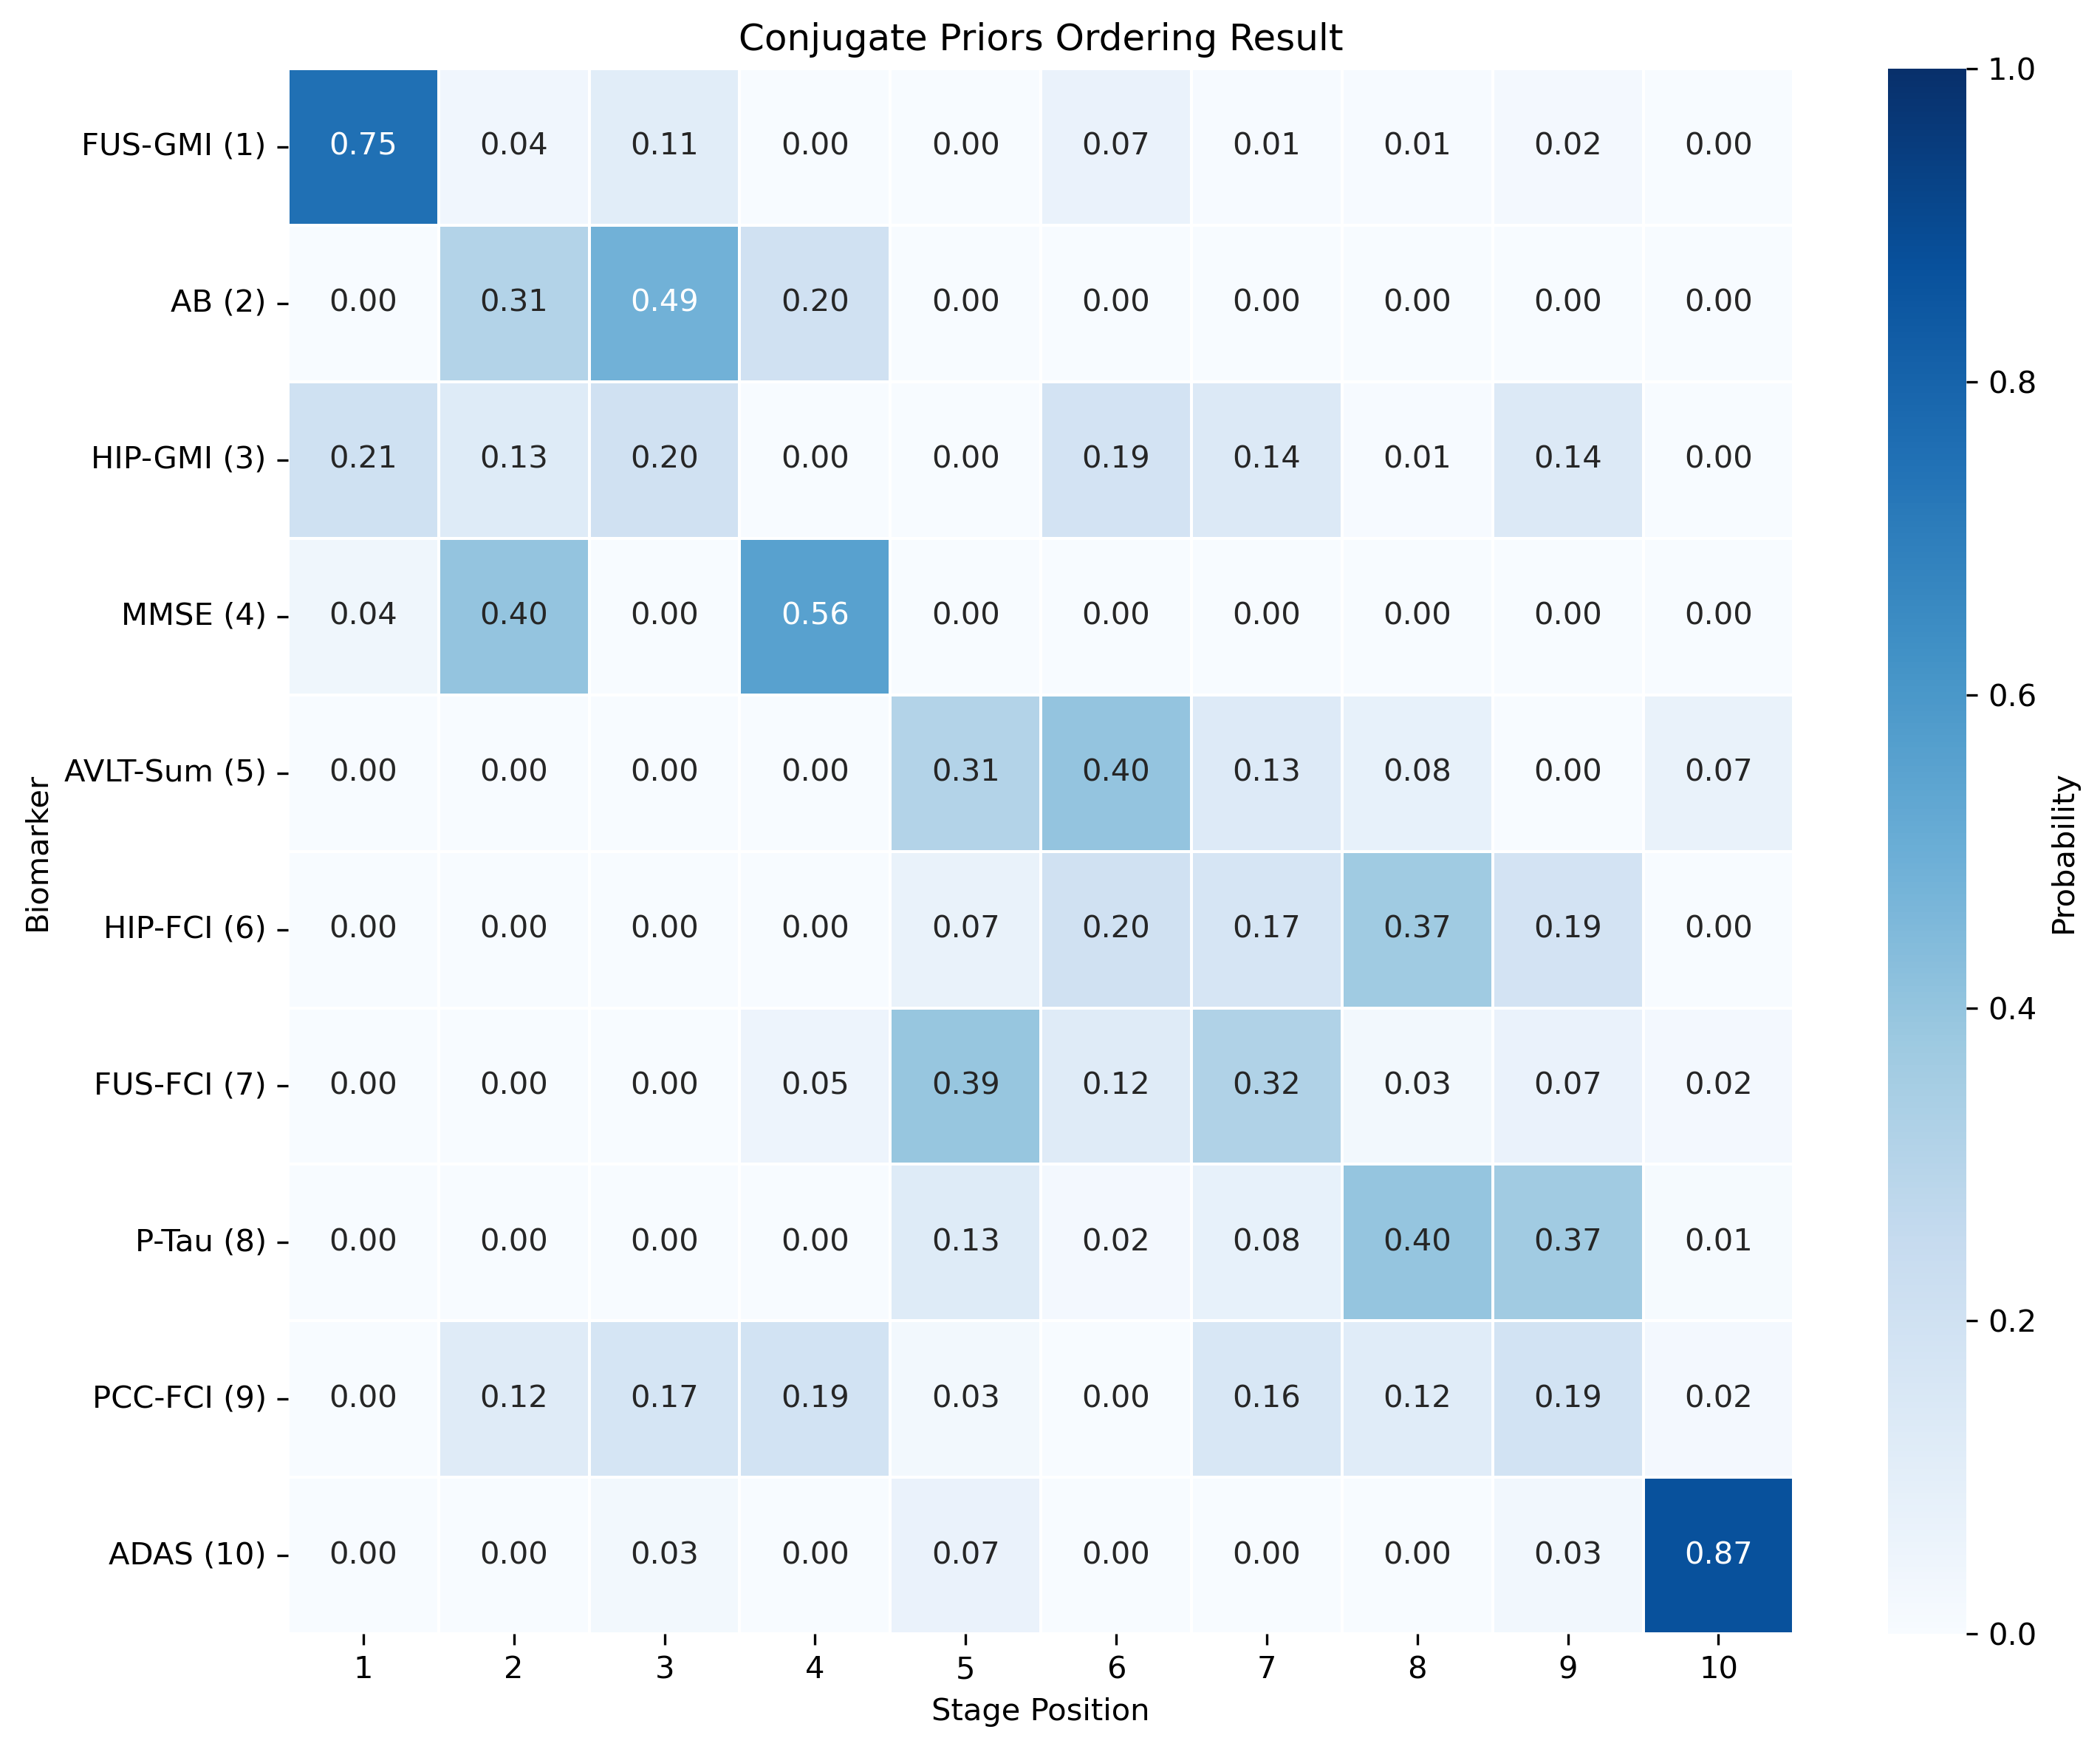 Conjugate Priors Ordering Result
FUS-GMI (1) 0.75 0.04 0.11 0.00 0.00 0.07 0.01 0.01 0.02 0.00
AB (2) 0.00 0.31 0.49 0.20 0.00 0.00 0.00 0.00 0.00 0.00
HIP-GMI (3) 0.21 0.13 0.20 0.00 0.00 0.19 0.14 0.01 0.14 0.00
MMSE (4) 0.04 0.40 0.00 0.56 0.00 0.00 0.00 0.00 0.00 0.00
AVLT-Sum (5) 0.00 0.00 0.00 0.00 0.31 0.40 0.13 0.08 0.00 0.07
HIP-FCI (6) 0.00 0.00 0.00 0.00 0.07 0.20 0.17 0.37 0.19 0.00
FUS-FCI (7) 0.00 0.00 0.00 0.05 0.39 0.12 0.32 0.03 0.07 0.02
P-Tau (8) 0.00 0.00 0.00 0.00 0.13 0.02 0.08 0.40 0.37 0.01
PCC-FCI (9) 0.00 0.12 0.17 0.19 0.03 0.00 0.16 0.12 0.19 0.02
ADAS (10) 0.00 0.00 0.03 0.00 0.07 0.00 0.00 0.00 0.03 0.87
1 2 3 4 5 6 7 8 9 10
Stage Position
Biomarker
1.0
0.8
0.6
0.4
0.2
0.0
Probability